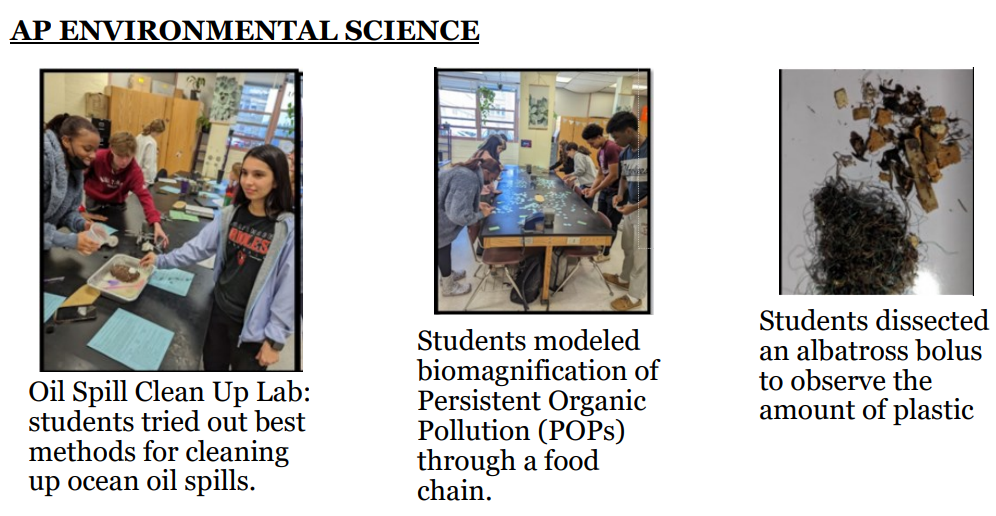 AP ENVIRONMENTAL SCIENCE
Oil Spill Clean Up Lab:
students tried out best
methods for cleaning
up ocean oil spills.
Students modeled
biomagnification of
Persistent Organic
Pollution (POPs)
through a food
chain.
Students dissected
an albatross bolus
to observe the
amount of plastic